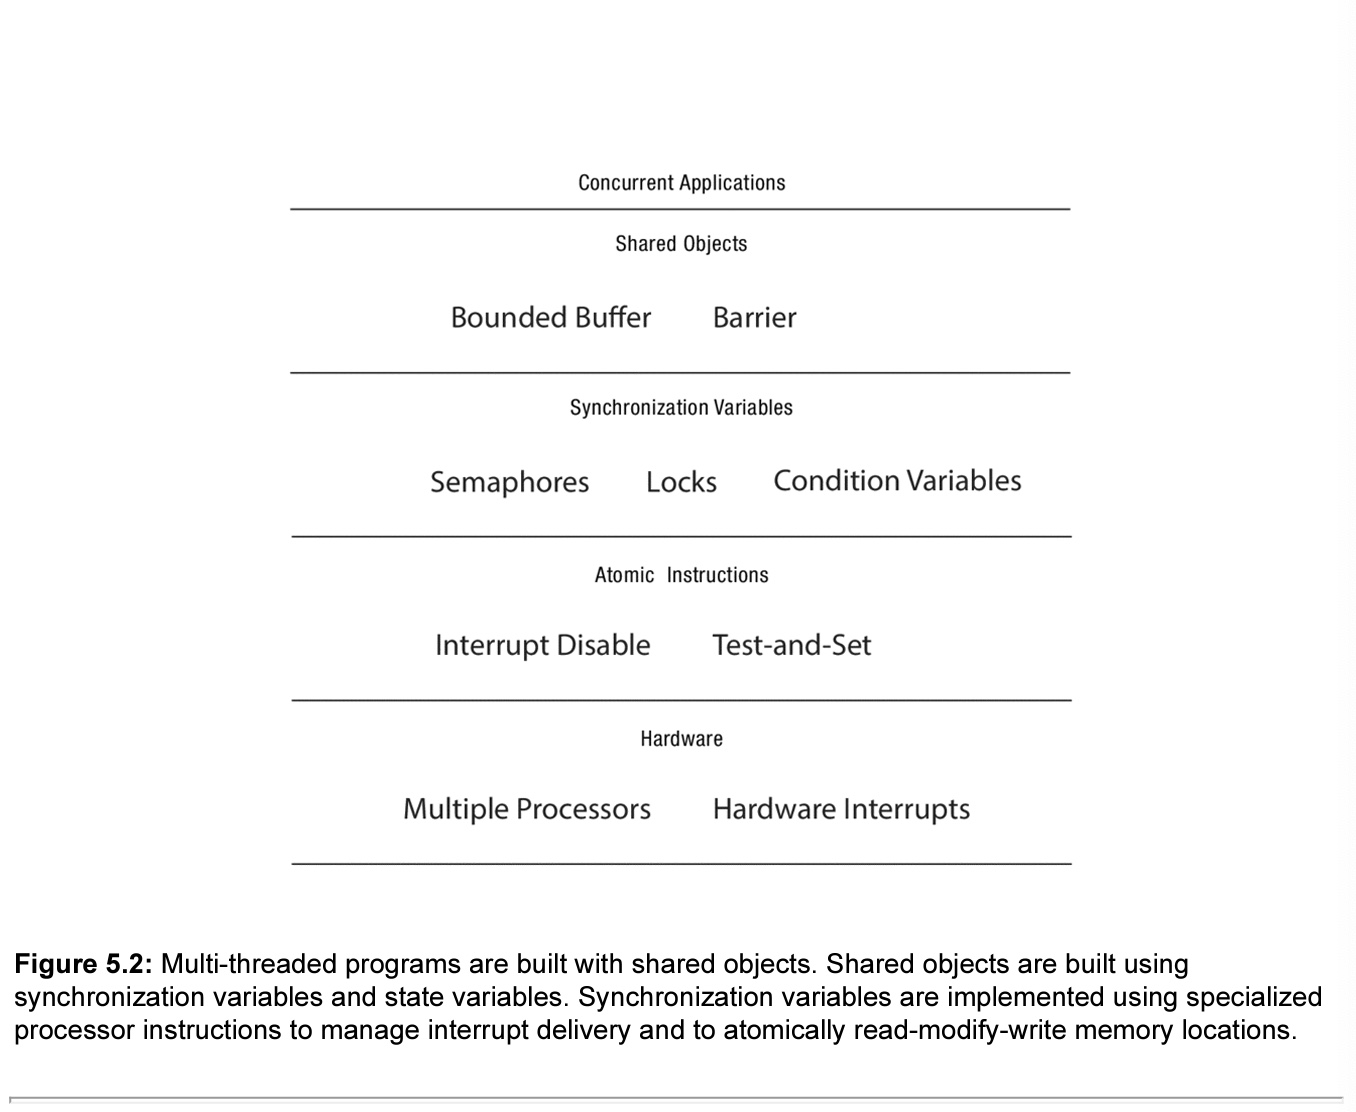 Concurrent Applications
Shared Objects
Bounded Buffer Barrier
Synchronization Variables
Semaphores Locks Condition Variables
Atomic Instructions
Interrupt Disable Test-and-Set
Hardware
Multiple Processors Hardware Interrupts
Figure 5.2: Multi-threaded programs are built with shared objects. Shared objects are built using
synchronization variables and state variables. Synchronization variables are implemented using specialized
processor instructions to manage interrupt delivery and to atomically read-modify-write memory locations.